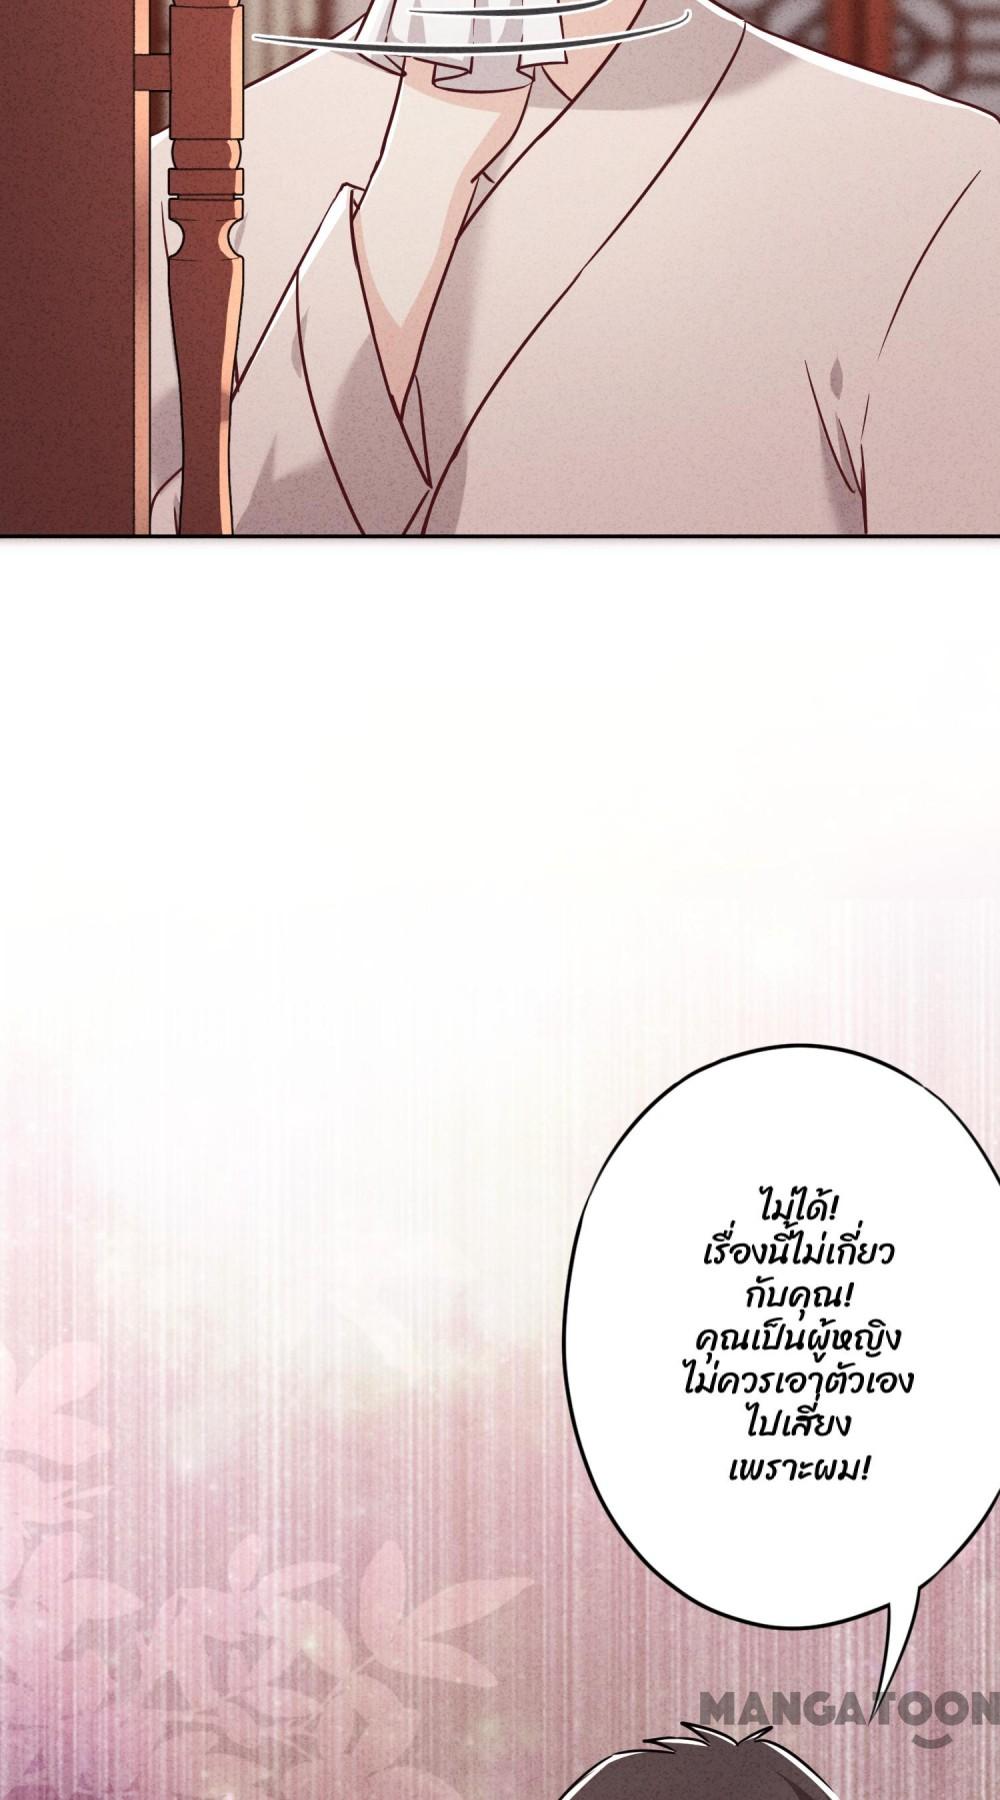 ไม่ได้!
เรื่องนี้ไม่เกี่ยว
กับคุณ!
คุณเป็นผู้หญิง
ไม่ควรเอาตัวเอง
ไปเสี่ยง
เพราะผม!
MANGATOON